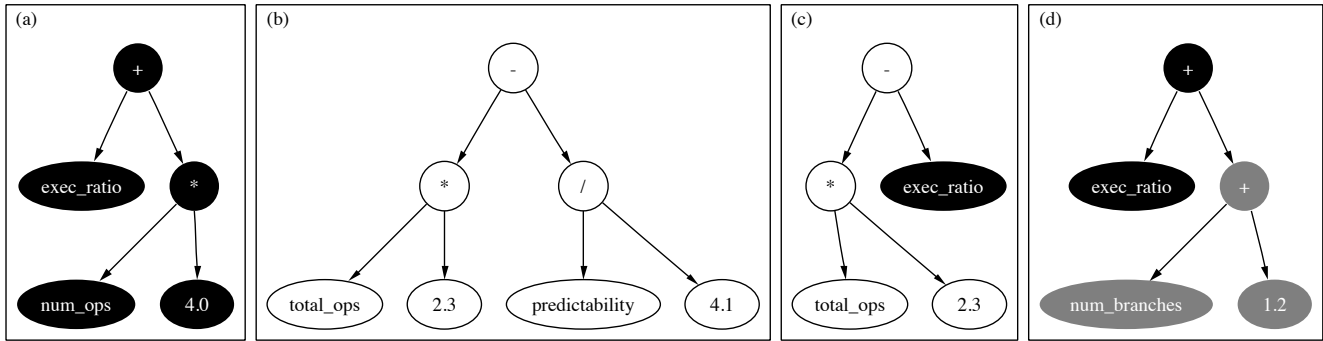 (a)
+
exec_ratio
*
num_ops
4.0
(b)
-
*
/
total_ops
2.3
predictability
4.1
(c)
-
*
exec_ratio
total_ops
2.3
(d)
+
exec_ratio
+
num_branches
1.2